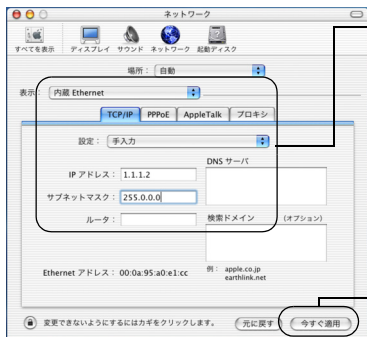 ネットワーク
すべてを表示 ディスプレイ サウンド ネットワーク 起動ディスク
場所： 自動
表示： 内蔵 Ethernet
TCP/IP PPPoE AppleTalk プロキシ
設定： 手入力
DNS サーバ
IP アドレス： 1.1.1.2
サブネットマスク： 255.0.0.0
ルータ：
検索ドメイン （オプション）
Ethernet アドレス： 00:0a:95:a0:e1:cc
例： apple.co.jp
earthlink.net
変更できないようにするにはカギをクリックします。 元に戻す 今すぐ適用